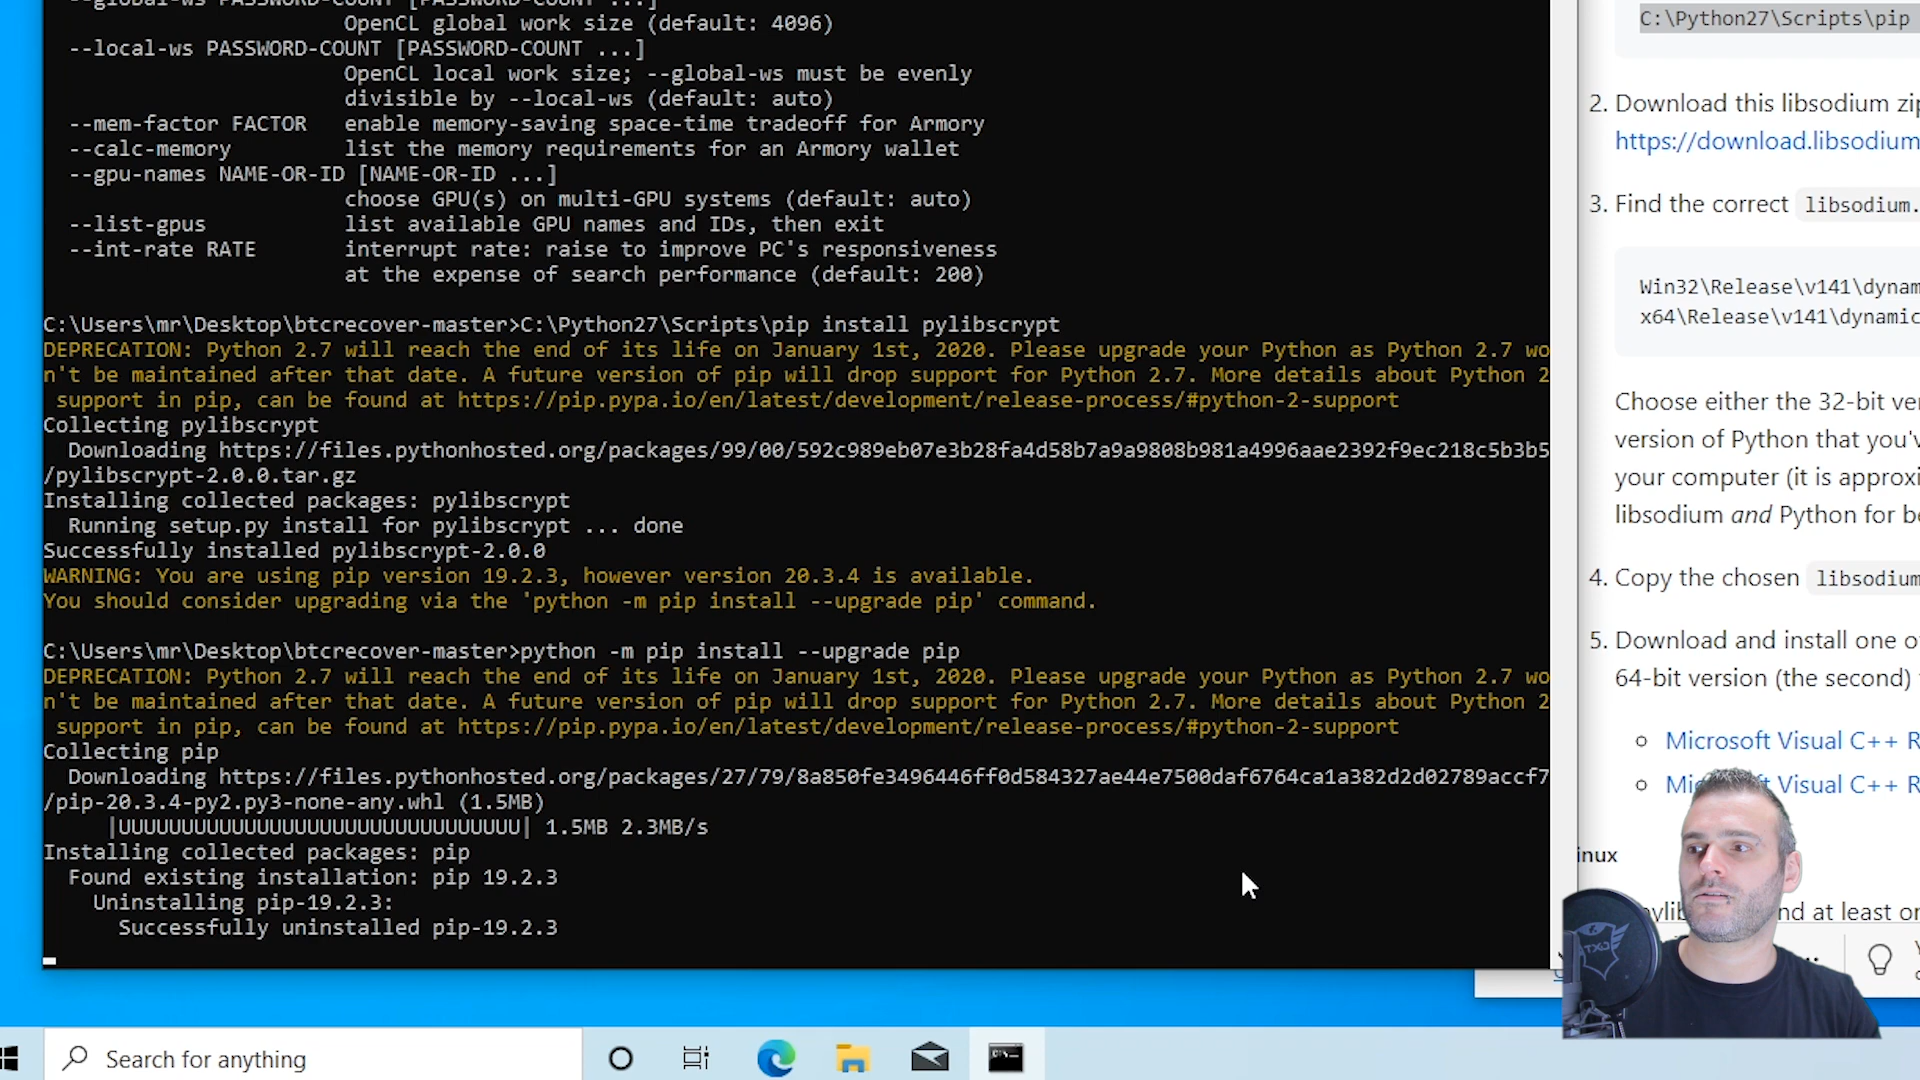 --global-ws PASSWORD-COUNT [PASSWORD-COUNT ...]
OpenCL global work size (default: 4096)
--local-ws PASSWORD-COUNT [PASSWORD-COUNT ...]
OpenCL local work size; --global-ws must be evenly
divisible by --local-ws (default: auto)
--mem-factor FACTOR enable memory-saving space-time tradeoff for Armory
--calc-memory list the memory requirements for an Armory wallet
--gpu-names NAME-OR-ID [NAME-OR-ID ...]
choose GPU(s) on multi-GPU systems (default: auto)
--list-gpus list available GPU names and IDs, then exit
--int-rate RATE interrupt rate: raise to improve PC's responsiveness
at the expense of search performance (default: 200)
C:\Users\mr\Desktop\btcrecover-master>C:\Python27\Scripts\pip install pylibscrypt
DEPRECATION: Python 2.7 will reach the end of its life on January 1st, 2020. Please upgrade your Python as Python 2.7 wo
n't be maintained after that date. A future version of pip will drop support for Python 2.7. More details about Python 2
support in pip, can be found at https://pip.pypa.io/en/latest/development/release-process/#python-2-support
Collecting pylibscrypt
Downloading https://files.pythonhosted.org/packages/99/00/592c989eb07e3b28fa4d58b7a9a9808b981a4996aae2392f9ec218c5b3b5
/pylibscrypt-2.0.0.tar.gz
Installing collected packages: pylibscrypt
Running setup.py install for pylibscrypt ... done
Successfully installed pylibscrypt-2.0.0
WARNING: You are using pip version 19.2.3, however version 20.3.4 is available.
You should consider upgrading via the 'python -m pip install --upgrade pip' command.
C:\Users\mr\Desktop\btcrecover-master>python -m pip install --upgrade pip
DEPRECATION: Python 2.7 will reach the end of its life on January 1st, 2020. Please upgrade your Python as Python 2.7 wo
n't be maintained after that date. A future version of pip will drop support for Python 2.7. More details about Python 2
support in pip, can be found at https://pip.pypa.io/en/latest/development/release-process/#python-2-support
Collecting pip
Downloading https://files.pythonhosted.org/packages/27/79/8a850fe3496446ff0d584327ae44e7500daf6764ca1a382d2d02789accf7
/pip-20.3.4-py2.py3-none-any.whl (1.5MB)
|UUUUUUUUUUUUUUUUUUUUUUUUUUUUUUUU| 1.5MB 2.3MB/s
Installing collected packages: pip
Found existing installation: pip 19.2.3
Uninstalling pip-19.2.3:
Successfully uninstalled pip-19.2.3
C:\Python27\Scripts\pip
2. Download this libsodium zip
https://download.libsodium
3. Find the correct libsodium.
Win32\Release\v141\dynam
x64\Release\v141\dynamic
Choose either the 32-bit ver
version of Python that you'v
your computer (it is approxi
libsodium and Python for be
4. Copy the chosen libsodium
5. Download and install one o
64-bit version (the second)
Microsoft Visual C++ R
Visual C++ R
inux
nd at least on
Search for anything